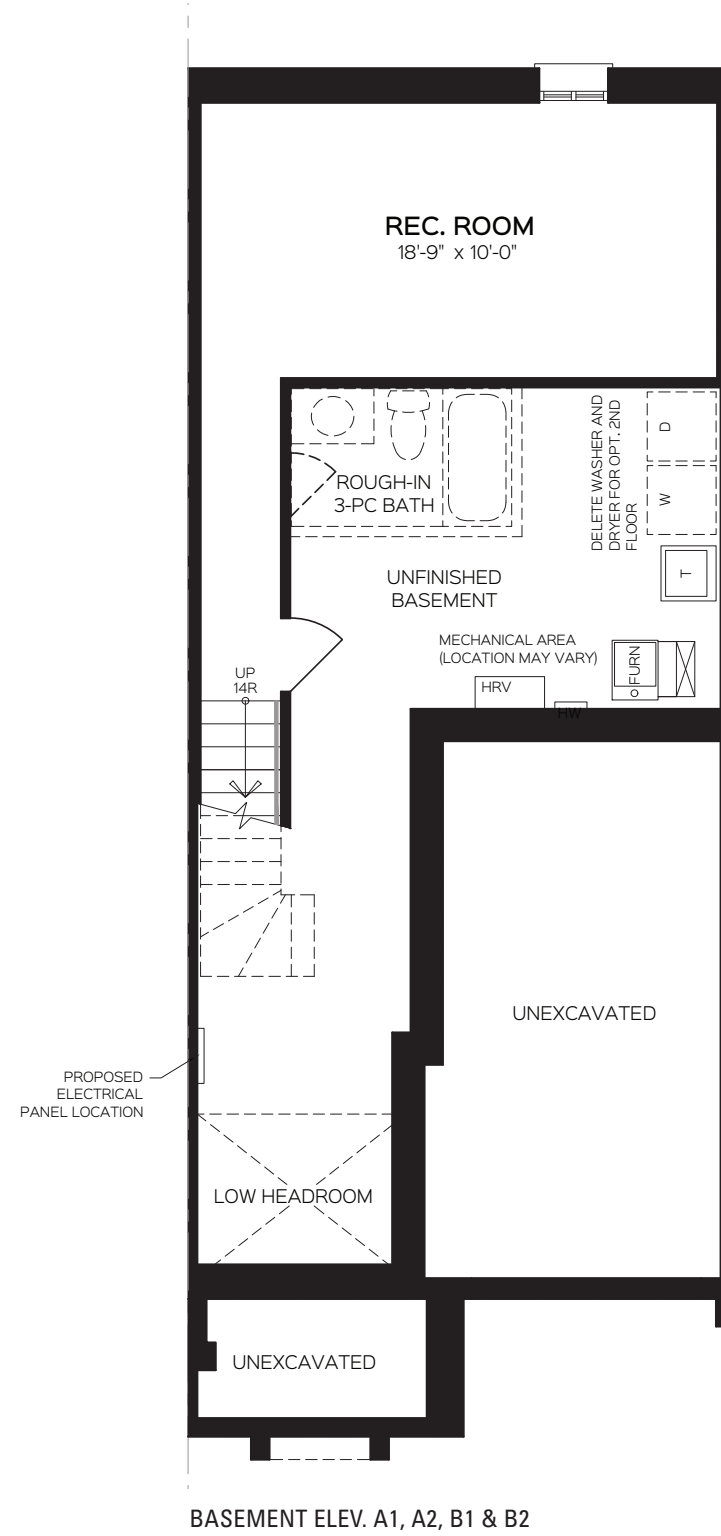 REC. ROOM
18'-9" x 10'-0"
DELETE WASHER AND
DRYER FOR OPT. 2ND
FLOOR
D
W
ROUGH-IN
3-PC BATH
T
UNFINISHED
BASEMENT
MECHANICAL AREA
(LOCATION MAY VARY)
FURN
HRV
HW
UP
14R
UNEXCAVATED
PROPOSED
ELECTRICAL
PANEL LOCATION
LOW HEADROOM
UNEXCAVATED
BASEMENT ELEV. A1, A2, B1 & B2